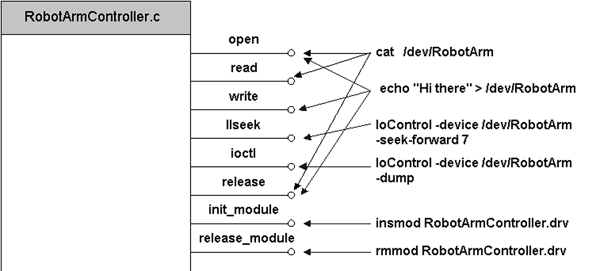 RobotArmController.c
open
read
write
llseek
ioctl
release
init_module
release_module
cat /dev/RobotArm
echo "Hi there" > /dev/RobotArm
IoControl -device /dev/RobotArm
-seek-forward 7
IoControl -device /dev/RobotArm
-dump
insmod RobotArmController.drv
rmmod RobotArmController.drv